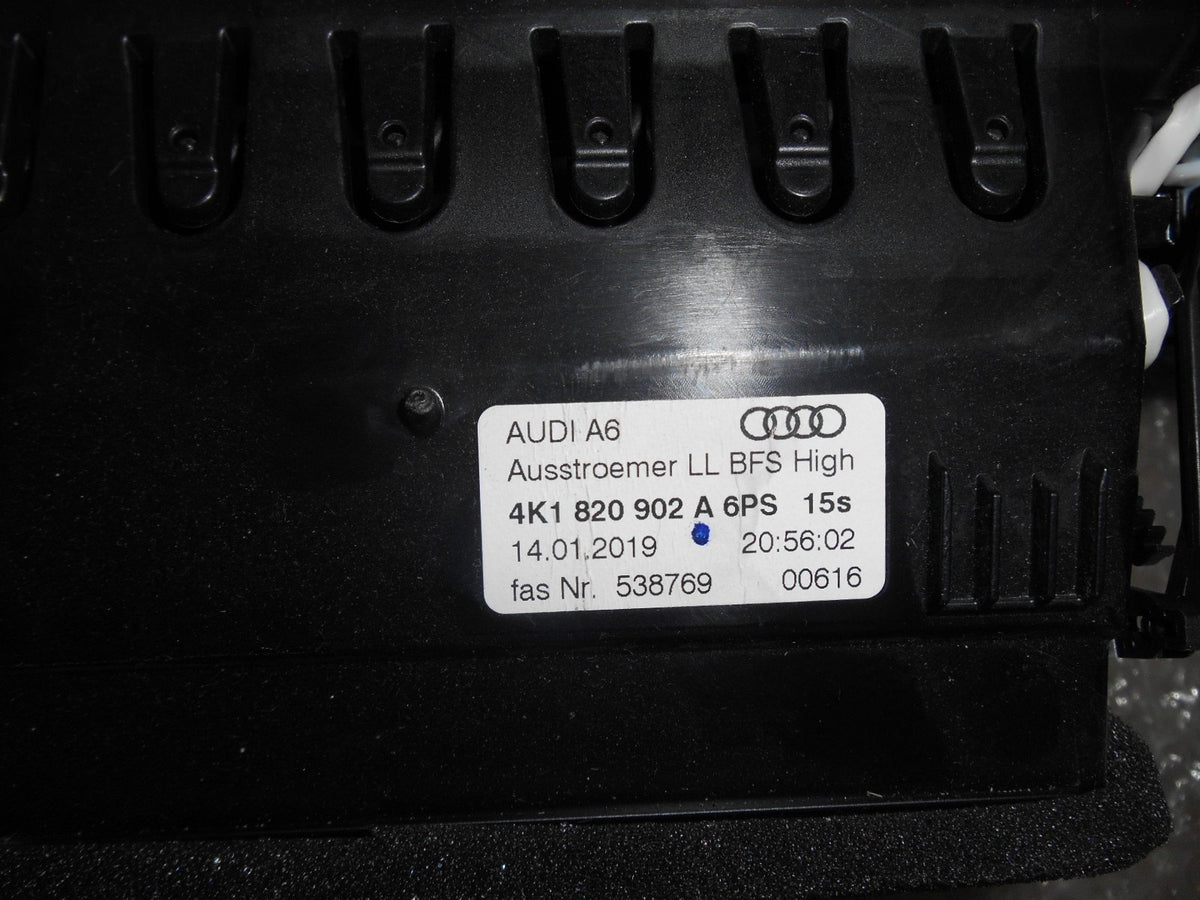 AUDI A6
Ausstroemer LL BFS High
4K1 820 902 A 6PS 15s
14.01.2019 20:56:02
fas Nr. 538769 00616